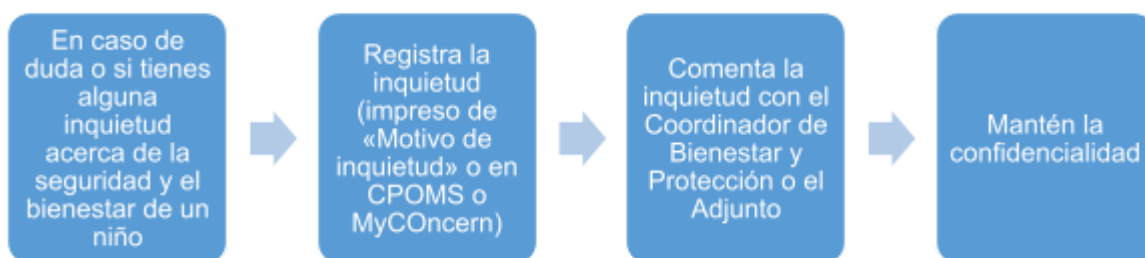 En caso de
duda o si tienes
alguna
inquietud
acerca de la
seguridad y el
bienestar de un
niño
Registra la
inquietud
(impreso de
«Motivo de
inquietud» o en
CPOMS o
MyCOncern)
Comenta la
inquietud con el
Coordinador de
Bienestar y
Protección o el
Adjunto
Mantén la
confidencialidad